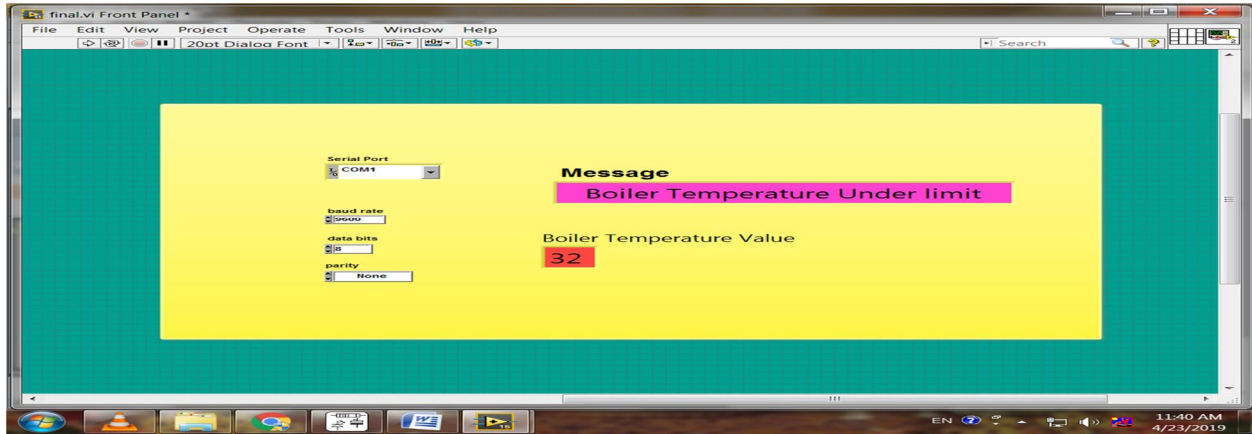 final.vi Front Panel *
File Edit View Project Operate Tools Window Help
20pt Dialog Font
Search
2
Serial Port
COM1
baud rate
9600
data bits
8
parity
None
Message
Boiler Temperature Under limit
Boiler Temperature Value
32
EN
11:40 AM
4/23/2019